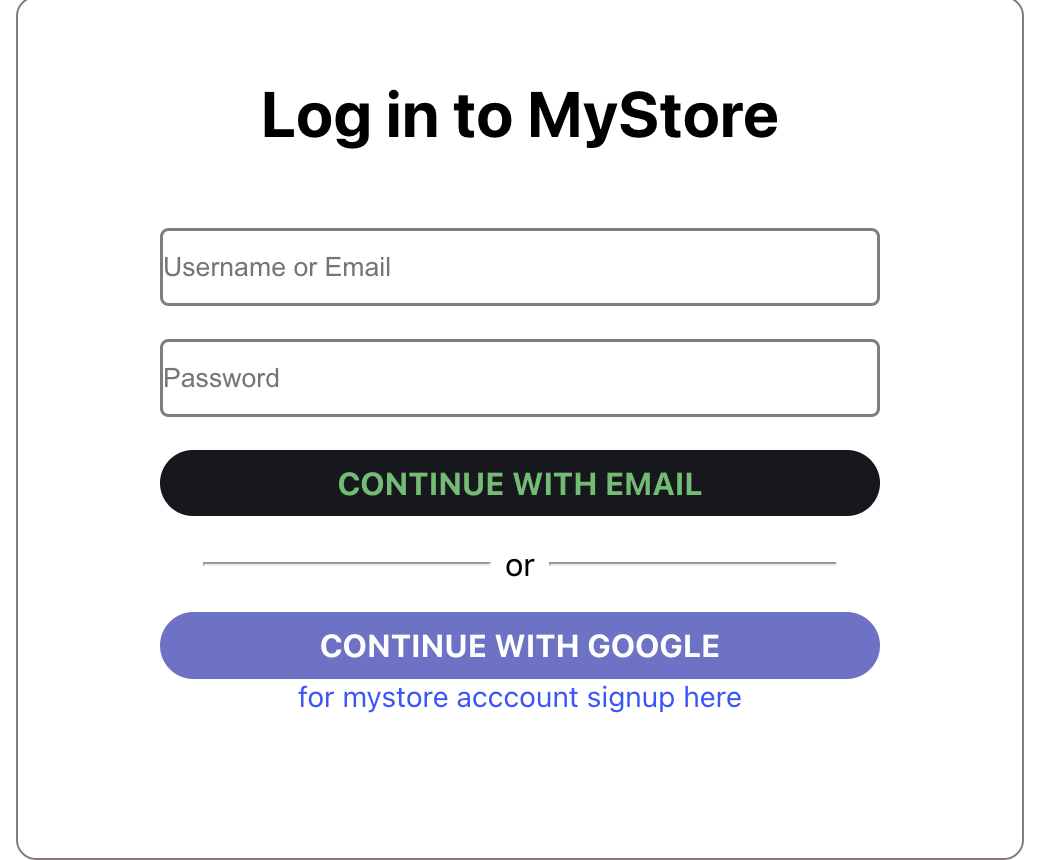 Log in to MyStore
Username or Email
Password
CONTINUE WITH EMAIL
or
CONTINUE WITH GOOGLE
for mystore acccount signup here